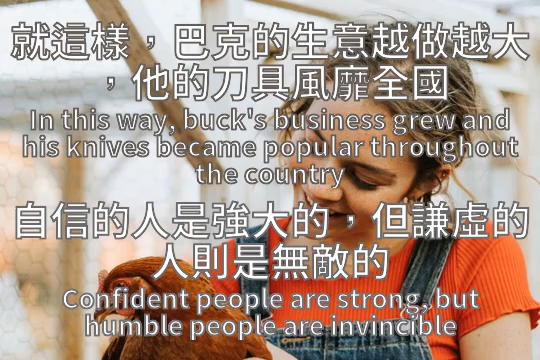 就這樣，巴克的生意越做越大
，他的刀具風靡全國
In this way, buck's business grew and
his knives became popular throughout
the country
自信的人是強大的，但謙虛的
人則是無敵的
Confident people are strong, but
humble people are invincible